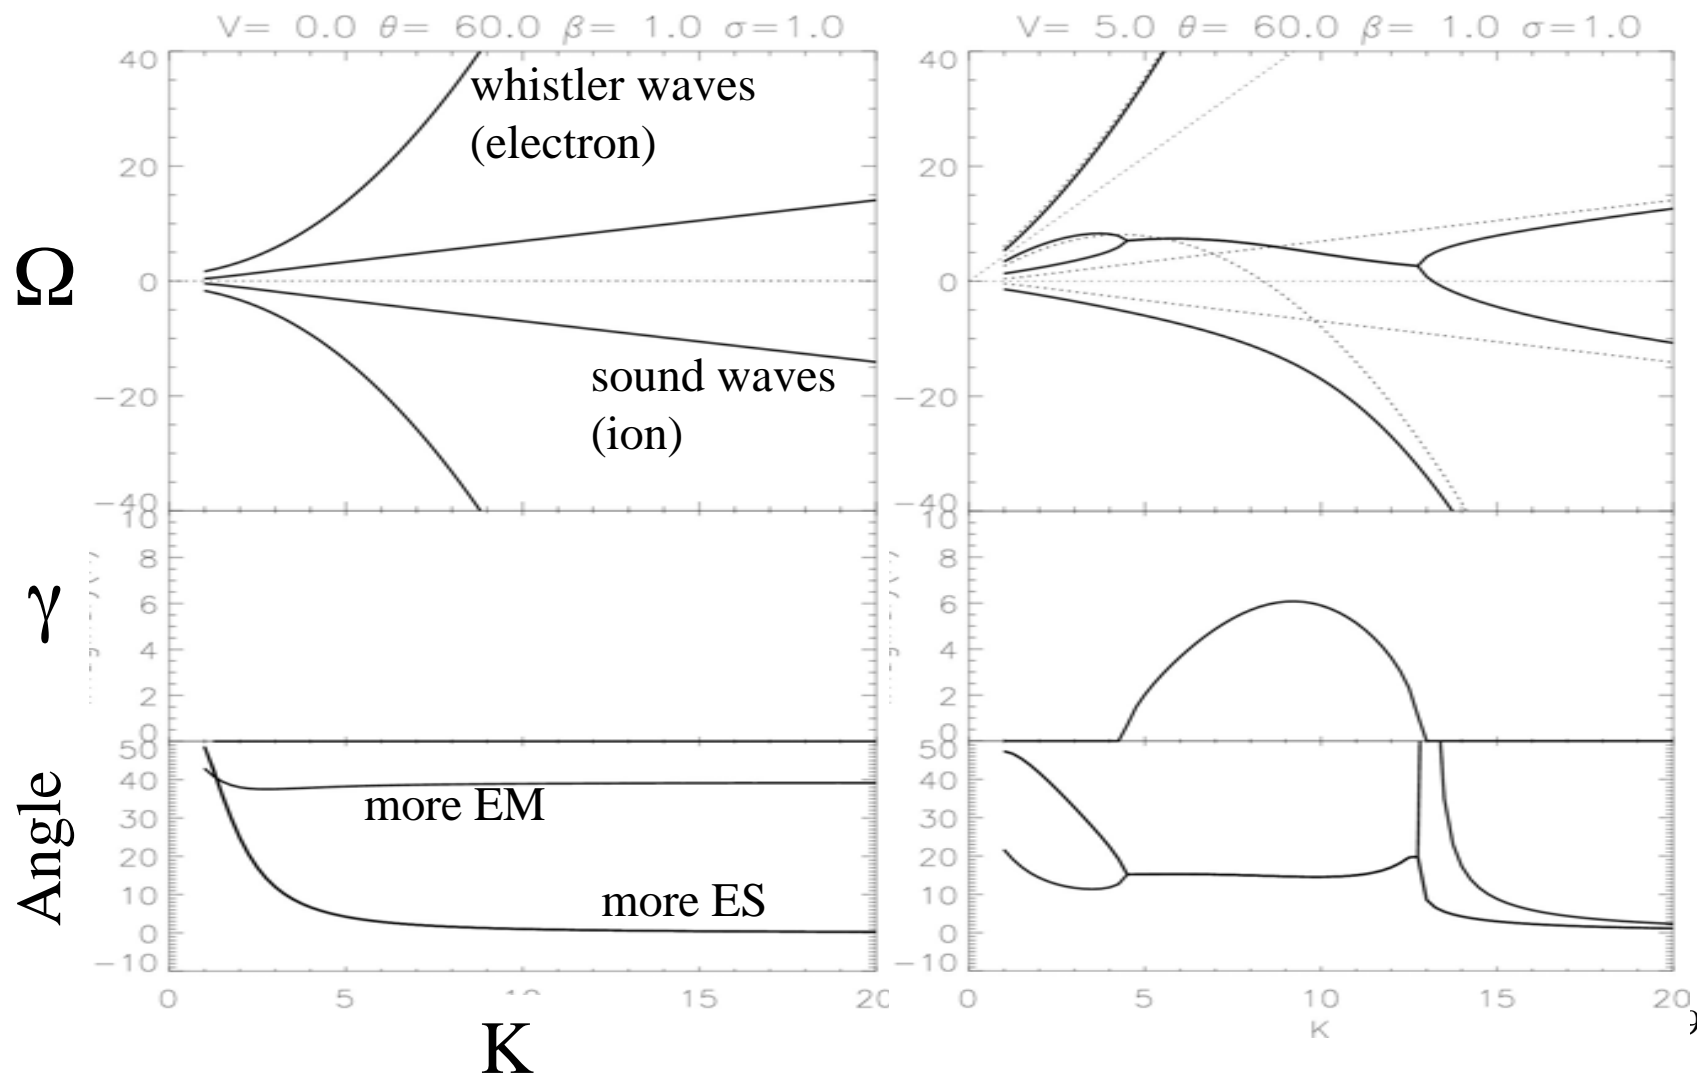 V= 0.0 θ= 60.0 β= 1.0 σ=1.0
V= 5.0 θ= 60.0 β= 1.0 σ=1.0
Ω
40
20
0
−20
−40
whistler waves
(electron)
sound waves
(ion)
40
20
0
−20
−40
γ
10
8
6
4
2
0
10
8
6
4
2
0
Angle
50
40
30
20
10
0
−10
more EM
more ES
50
40
30
20
10
0
−10
0 5 15
0 5 10 15 20
K
K